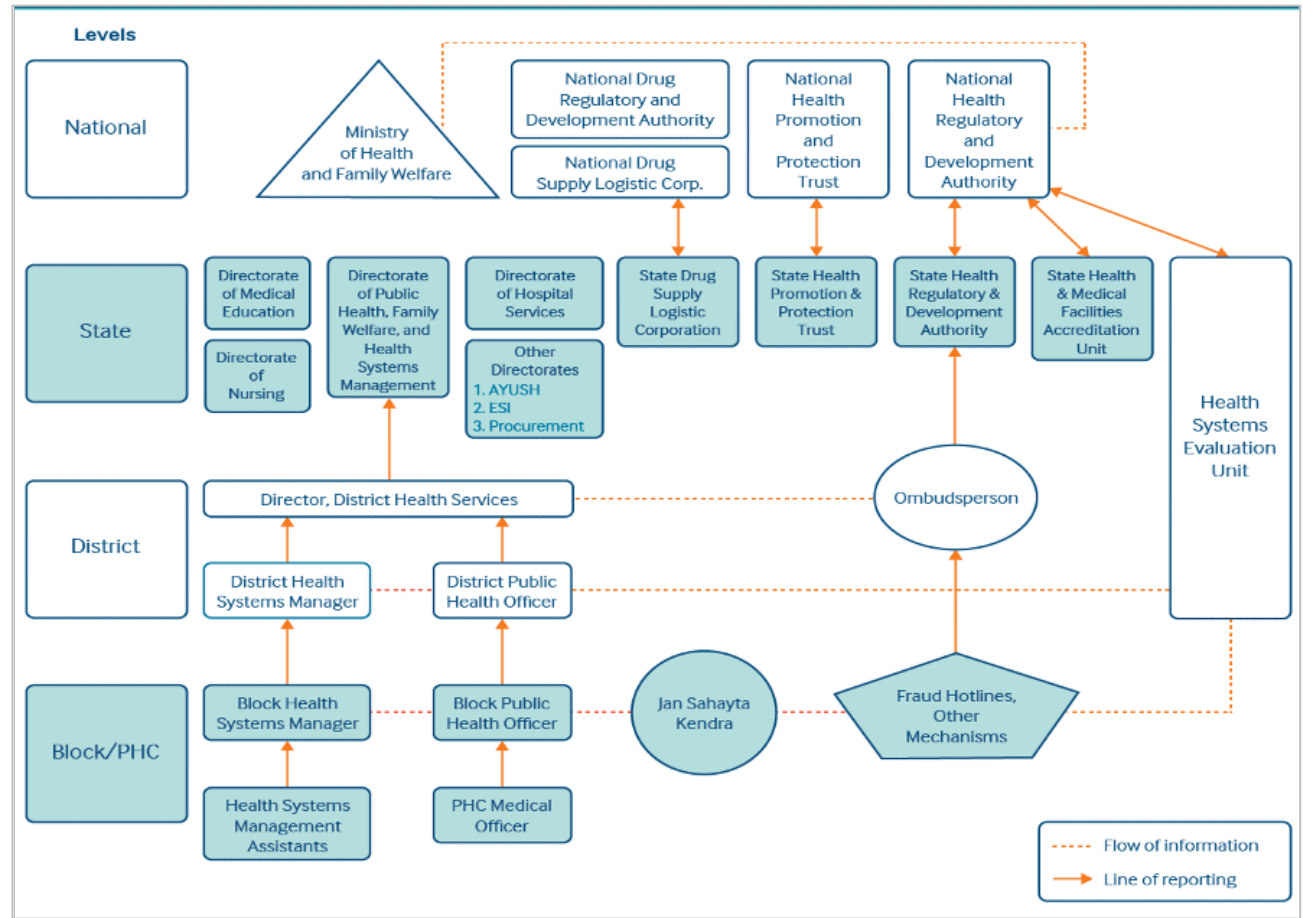 Levels
National
Ministry
of Health
and Family Welfare
National Drug
Regulatory and
Development Authority
National Drug
Supply Logistic Corp.
National
Health
Promotion
and
Protection
Trust
National
Health
Regulatory
and
Development
Authority
State
Directorate
of Medical
Education
Directorate
of
Nursing
Directorate
of Public
Health, Family
Welfare, and
Health
Systems
Management
Directorate
of Hospital
Services
Other
Directorates
1. AYUSH
2. ESI
3. Procurement
State Drug
Supply
Logistic
Corporation
State Health
Promotion &
Protection
Trust
State Health
Regulatory &
Development
Authority
State Health
& Medical
Facilities
Accreditation
Unit
Health
Systems
Evaluation
Unit
District
Director, District Health Services
Ombudsperson
District Health
Systems Manager
District Public
Health Officer
Block/PHC
Block Health
Systems Manager
Block Public
Health Officer
Jan Sahayta
Kendra
Fraud Hotlines,
Other
Mechanisms
Health Systems
Management
Assistants
PHC Medical
Officer
Flow of information
Line of reporting